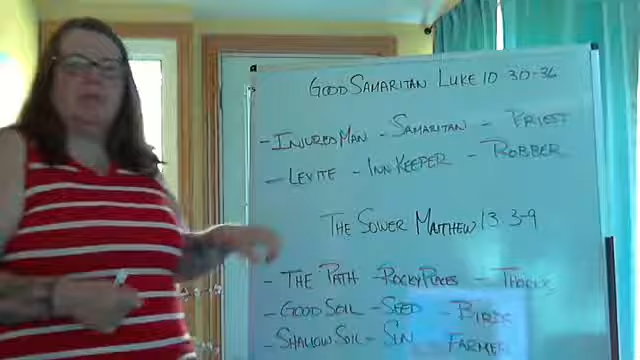 GOOD SAMARITAN LUKE 10 30-36
- INJURED MAN - SAMARITAN - PRIEST
- LEVITE - INN KEEPER - ROBBER
THE SOWER MATTHEW 13: 3-9
- THE PATH - ROCKY PLACES - THORNS
- GOOD SOIL - SEED - BIRDS
- SHALLOW SOIL - SUN FARMER